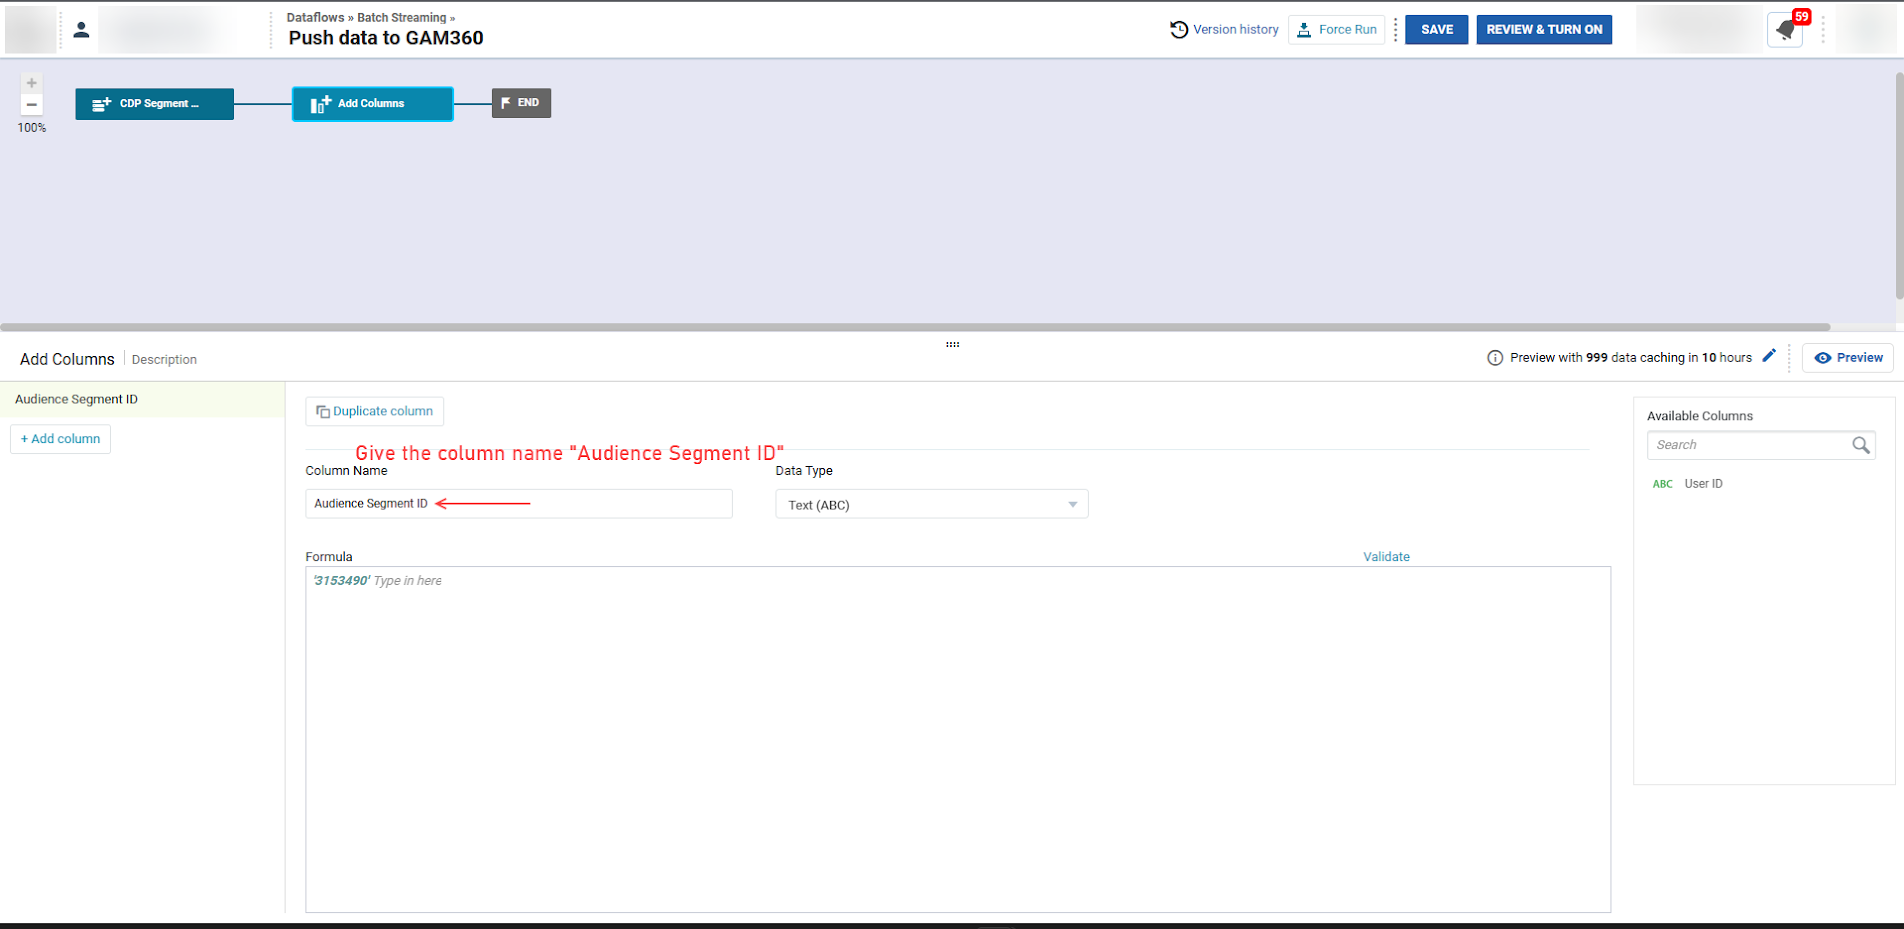 Dataflows » Batch Streaming »
Push data to GAM360
Version history
Force Run
SAVE
REVIEW & TURN ON
59
+
−
100%
CDP Segment ...
Add Columns
END
Add Columns
Description
Preview with 999 data caching in 10 hours
Preview
Audience Segment ID
+ Add column
Duplicate column
Give the column name "Audience Segment ID"
Column Name
Data Type
Audience Segment ID
Text (ABC)
Formula
Validate
'3153490' Type in here
Available Columns
Search
ABC User ID